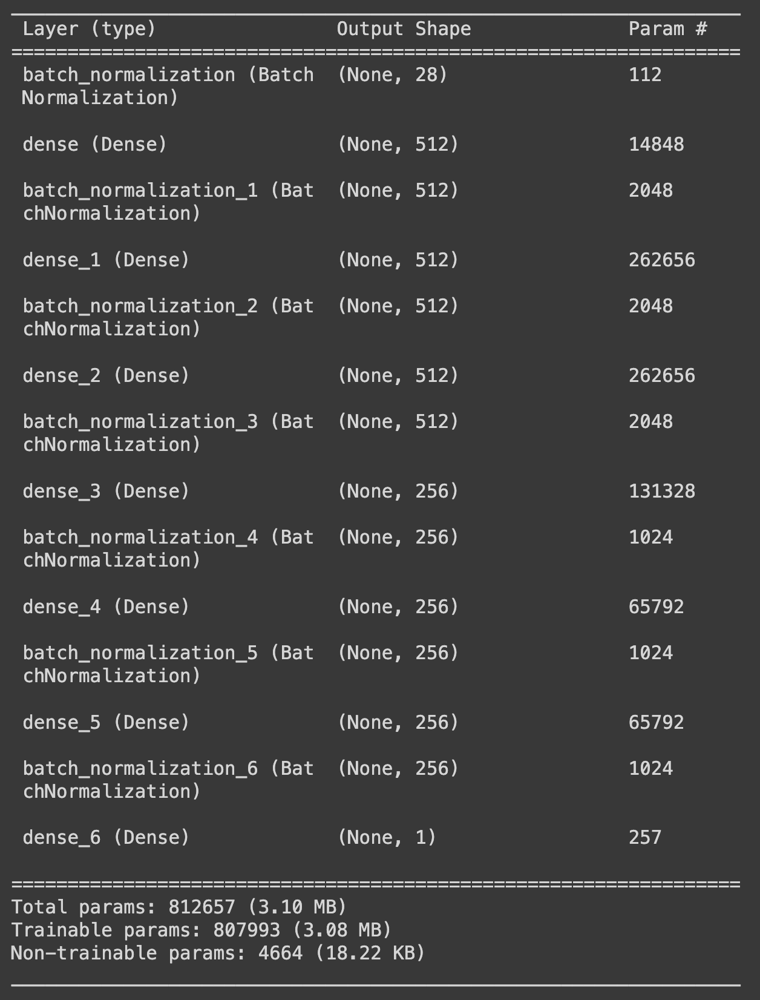 Layer (type) Output Shape Param #
=================================================================
batch_normalization (Batch (None, 28) 112
Normalization)
dense (Dense) (None, 512) 14848
batch_normalization_1 (Bat (None, 512) 2048
chNormalization)
dense_1 (Dense) (None, 512) 262656
batch_normalization_2 (Bat (None, 512) 2048
chNormalization)
dense_2 (Dense) (None, 512) 262656
batch_normalization_3 (Bat (None, 512) 2048
chNormalization)
dense_3 (Dense) (None, 256) 131328
batch_normalization_4 (Bat (None, 256) 1024
chNormalization)
dense_4 (Dense) (None, 256) 65792
batch_normalization_5 (Bat (None, 256) 1024
chNormalization)
dense_5 (Dense) (None, 256) 65792
batch_normalization_6 (Bat (None, 256) 1024
chNormalization)
dense_6 (Dense) (None, 1) 257
=================================================================
Total params: 812657 (3.10 MB)
Trainable params: 807993 (3.08 MB)
Non-trainable params: 4664 (18.22 KB)